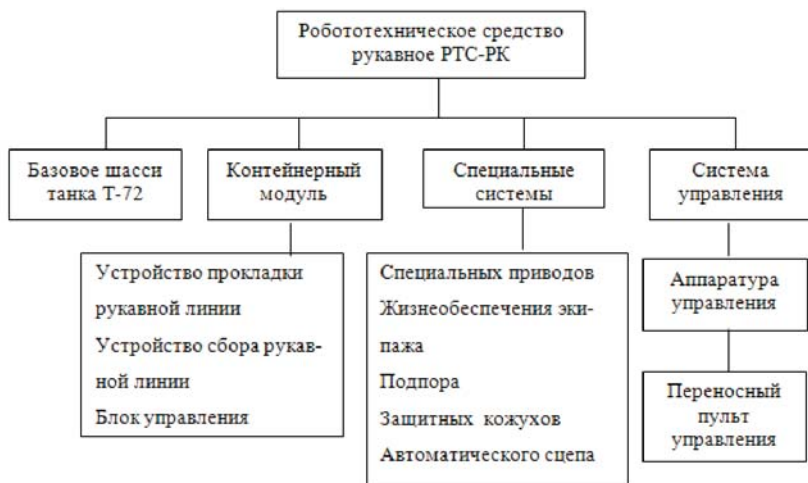 Робототехническое средство
рукавное РТС-РК
Базовое шасси
танка Т-72
Контейнерный
модуль
Специальные
системы
Система
управления
Устройство прокладки
рукавной линии
Устройство сбора рукав-
ной линии
Блок управления
Специальных приводов
Жизнеобеспечения эки-
пажа
Подпора
Защитных кожухов
Автоматического сцепа
Аппаратура
управления
Переносный
пульт
управления